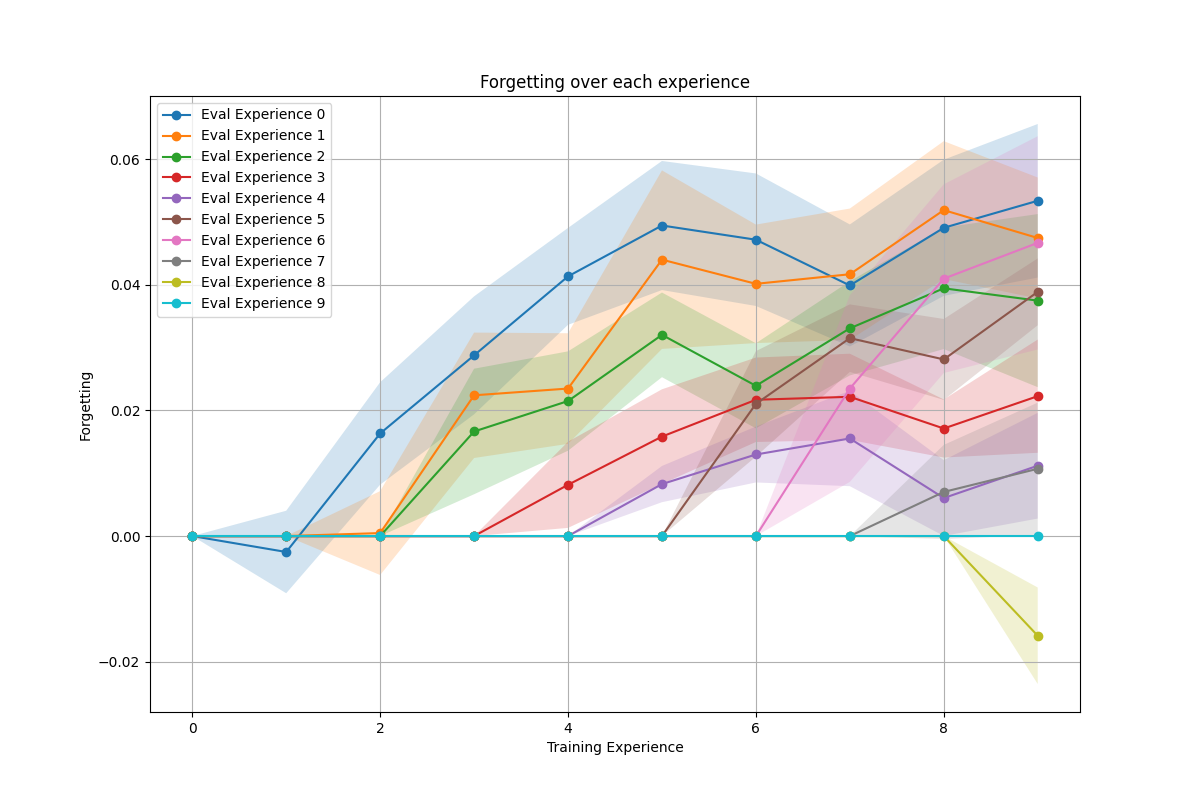 Forgetting over each experience
Eval Experience 0
Eval Experience 1
Eval Experience 2
Eval Experience 3
Eval Experience 4
Eval Experience 5
Eval Experience 6
Eval Experience 7
Eval Experience 8
Eval Experience 9
Forgetting
0.06
0.04
0.02
0.00
−0.02
0 2 4 6 8
Training Experience